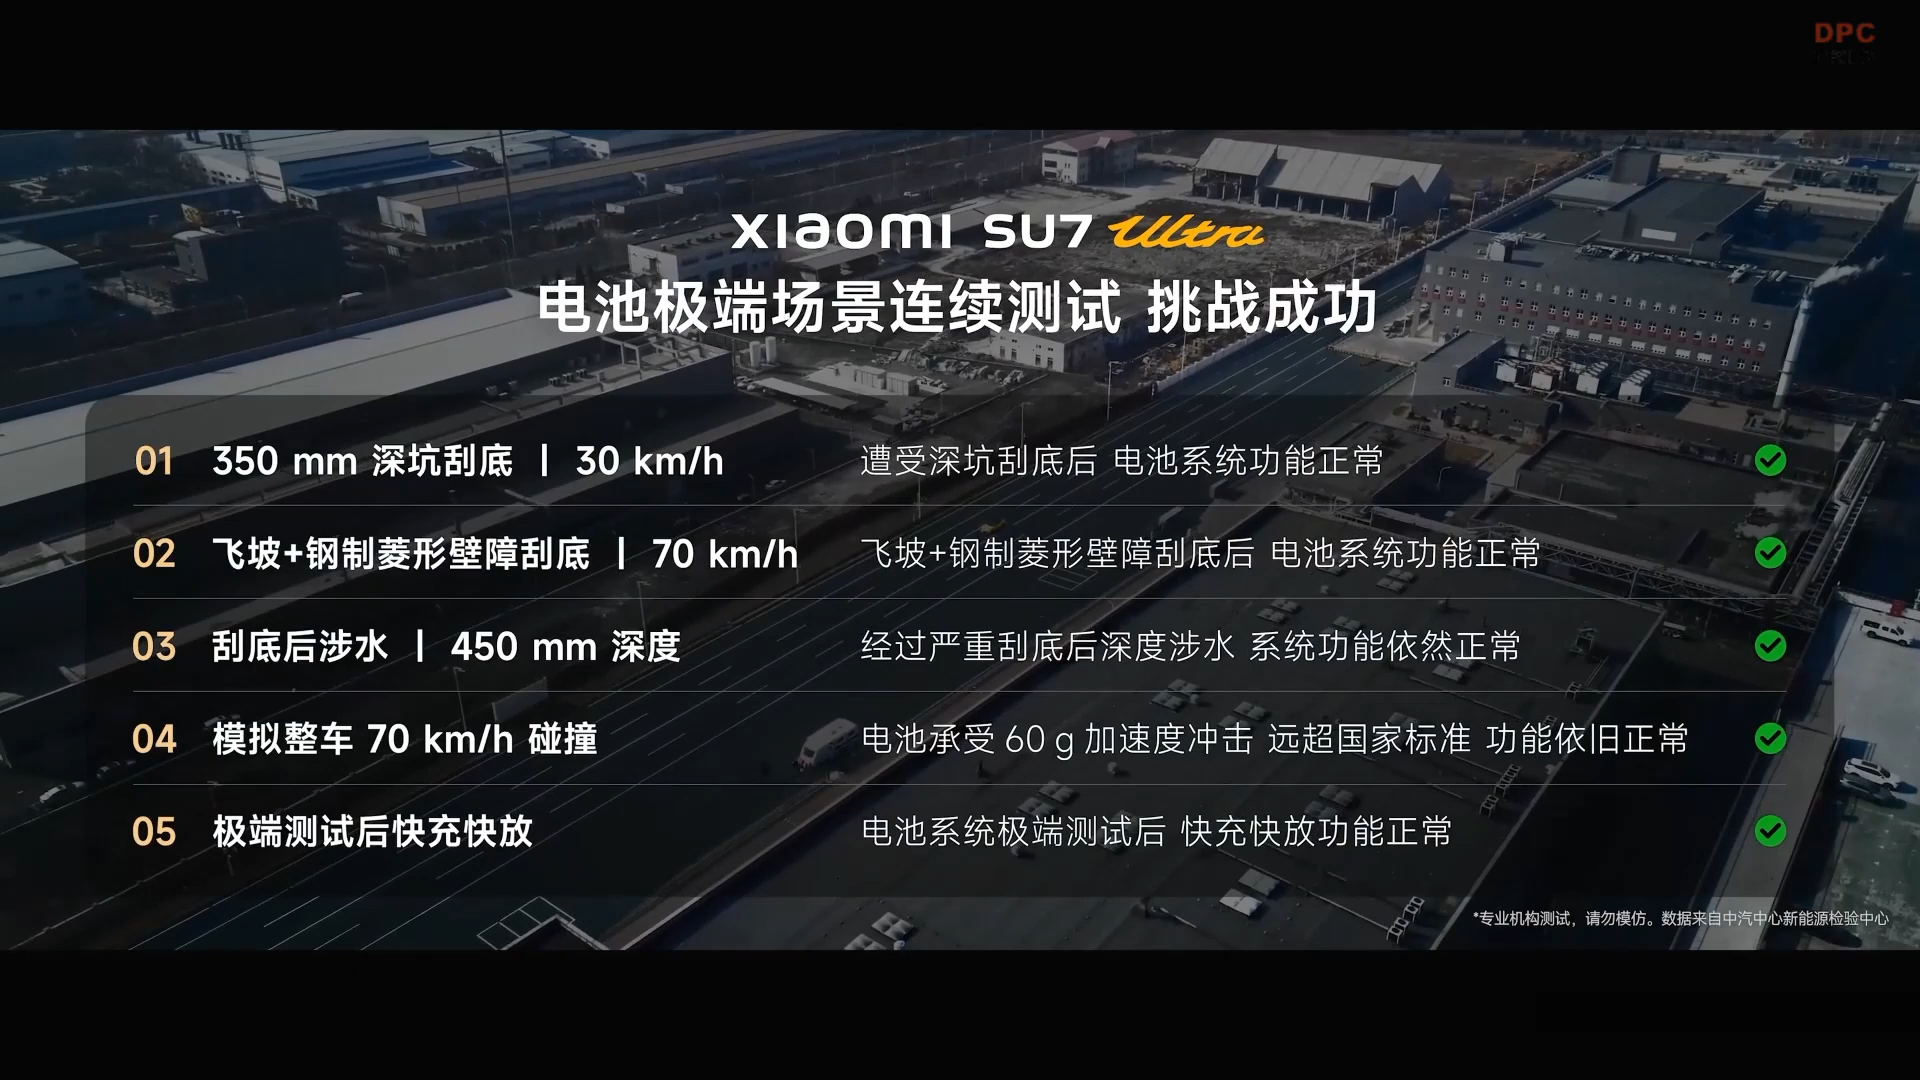 DPC
XIAOMI SU7 Ultra
电池极端场景连续测试 挑战成功
01 350 mm 深坑刮底 | 30 km/h 遭受深坑刮底后 电池系统功能正常
02 飞坡+钢制菱形壁障刮底 | 70 km/h 飞坡+钢制菱形壁障刮底后 电池系统功能正常
03 刮底后涉水 | 450 mm 深度 经过严重刮底后深度涉水 系统功能依然正常
04 模拟整车 70 km/h 碰撞 电池承受 60 g 加速度冲击 远超国家标准 功能依旧正常
05 极端测试后快充快放 电池系统极端测试后 快充快放功能正常
*专业机构测试，请勿模仿。数据来自中汽中心新能源检验中心